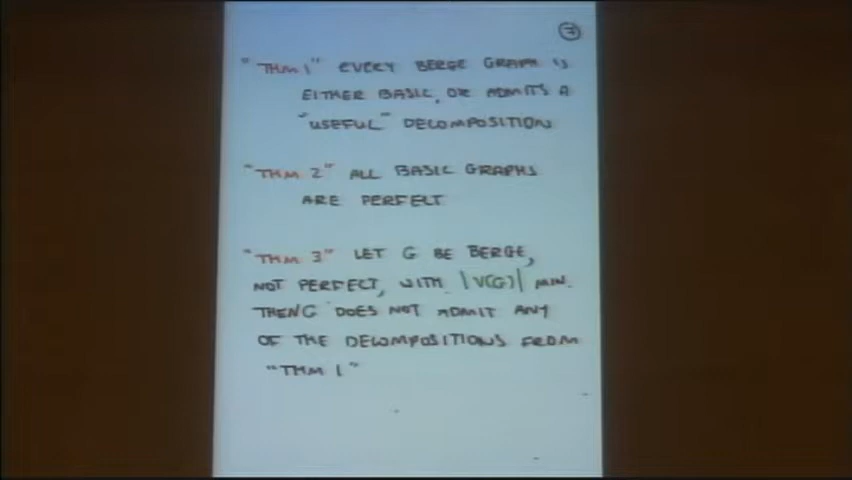 7
"THM 1" EVERY BERGE GRAPH IS
EITHER BASIC, OR ADMITS A
"USEFUL" DECOMPOSITION
"THM 2" ALL BASIC GRAPHS
ARE PERFECT
"THM 3" LET G BE BERGE,
NOT PERFECT, WITH |V(G)| MIN.
THEN G DOES NOT ADMIT ANY
OF THE DECOMPOSITIONS FROM
"THM 1"